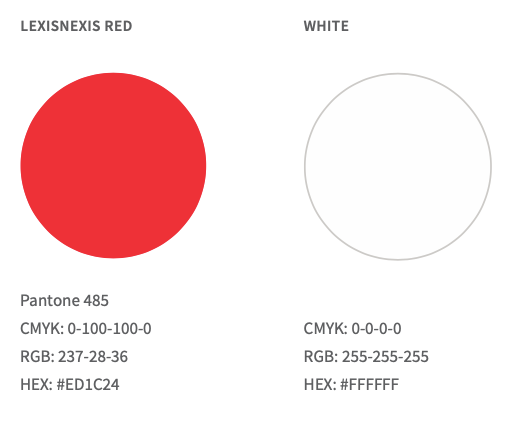 LEXISNEXIS RED
Pantone 485
CMYK: 0-100-100-0
RGB: 237-28-36
HEX: #ED1C24
WHITE
CMYK: 0-0-0-0
RGB: 255-255-255
HEX: #FFFFFF